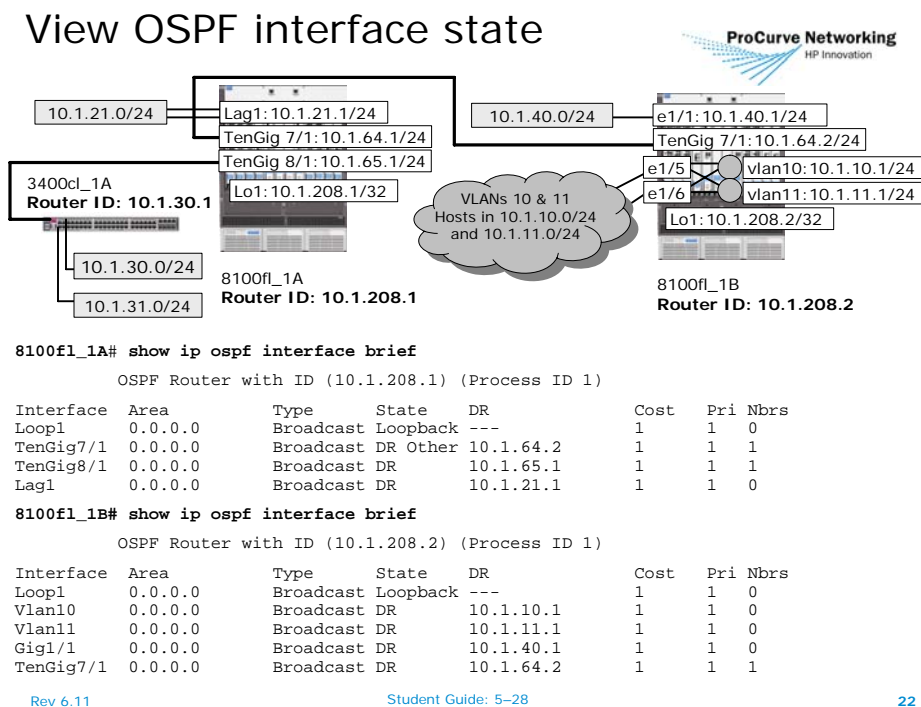 View OSPF interface state
ProCurve Networking
HP Innovation
10.1.21.0/24
Lag1:10.1.21.1/24
TenGig 7/1:10.1.64.1/24
TenGig 8/1:10.1.65.1/24
Lo1:10.1.208.1/32
3400cl_1A
Router ID: 10.1.30.1
10.1.30.0/24
10.1.31.0/24
8100fl_1A
Router ID: 10.1.208.1
10.1.40.0/24
e1/1:10.1.40.1/24
TenGig 7/1:10.1.64.2/24
e1/5
vlan10:10.1.10.1/24
e1/6
vlan11:10.1.11.1/24
Lo1:10.1.208.2/32
VLANs 10 & 11
Hosts in 10.1.10.0/24
and 10.1.11.0/24
8100fl_1B
Router ID: 10.1.208.2
8100fl_1A# show ip ospf interface brief
OSPF Router with ID (10.1.208.1) (Process ID 1)
Interface Area Type State DR Cost Pri Nbrs
Loop1 0.0.0.0 Broadcast Loopback --- 1 1 0
TenGig7/1 0.0.0.0 Broadcast DR Other 10.1.64.2 1 1 1
TenGig8/1 0.0.0.0 Broadcast DR 10.1.65.1 1 1 1
Lag1 0.0.0.0 Broadcast DR 10.1.21.1 1 1 0
8100fl_1B# show ip ospf interface brief
OSPF Router with ID (10.1.208.2) (Process ID 1)
Interface Area Type State DR Cost Pri Nbrs
Loop1 0.0.0.0 Broadcast Loopback --- 1 1 0
Vlan10 0.0.0.0 Broadcast DR 10.1.10.1 1 1 0
Vlan11 0.0.0.0 Broadcast DR 10.1.11.1 1 1 0
Gig1/1 0.0.0.0 Broadcast DR 10.1.40.1 1 1 0
TenGig7/1 0.0.0.0 Broadcast DR 10.1.64.2 1 1 1
Rev 6.11
Student Guide: 5–28
22